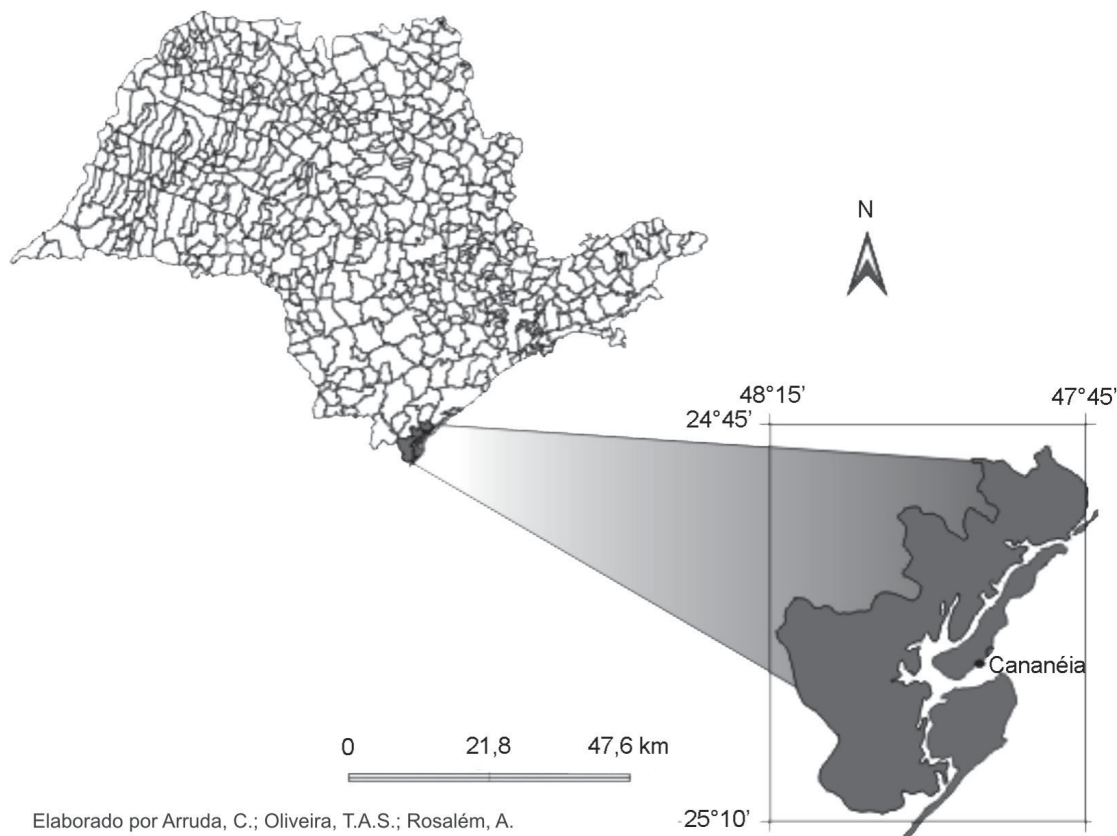 N
48°15’ 47°45’
24°45’
Cananéia
0 21,8 47,6 km
25°10’
Elaborado por Arruda, C.; Oliveira, T.A.S.; Rosalém, A.